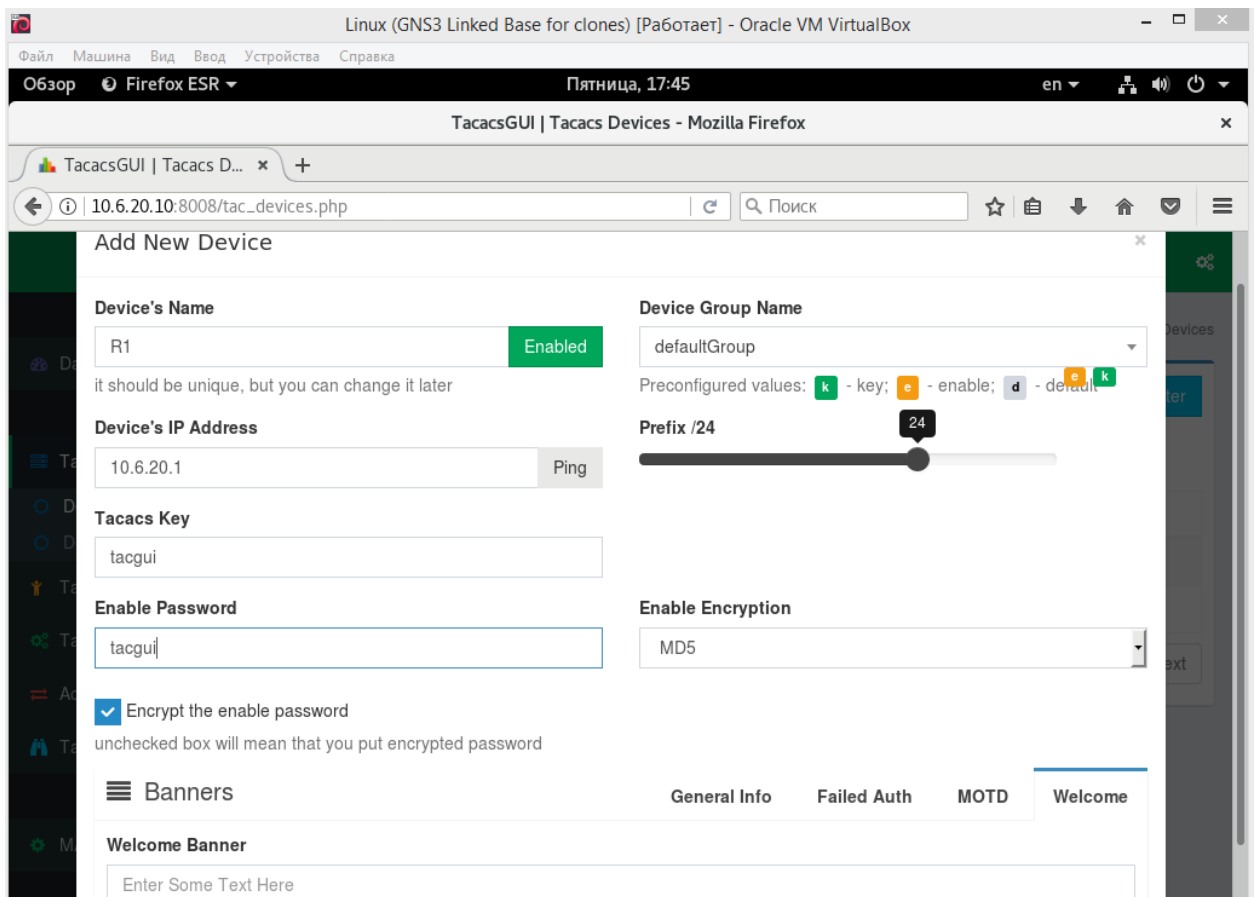 Linux (GNS3 Linked Base for clones) [Работает] - Oracle VM VirtualBox
Файл Машина Вид Ввод Устройства Справка
Обзор Firefox ESR Пятница, 17:45 en
TacacsGUI | Tacacs Devices - Mozilla Firefox
TacacsGUI | Tacacs D...
10.6.20.10:8008/tac_devices.php Поиск
Add New Device
Device's Name Device Group Name
R1 Enabled defaultGroup
it should be unique, but you can change it later Preconfigured values: k - key; e - enable; d - default e k
Device's IP Address Prefix /24 24
10.6.20.1 Ping
Tacacs Key
tacgui
Enable Password Enable Encryption
tacgui MD5
Encrypt the enable password
unchecked box will mean that you put encrypted password
Banners General Info Failed Auth MOTD Welcome
Welcome Banner
Enter Some Text Here